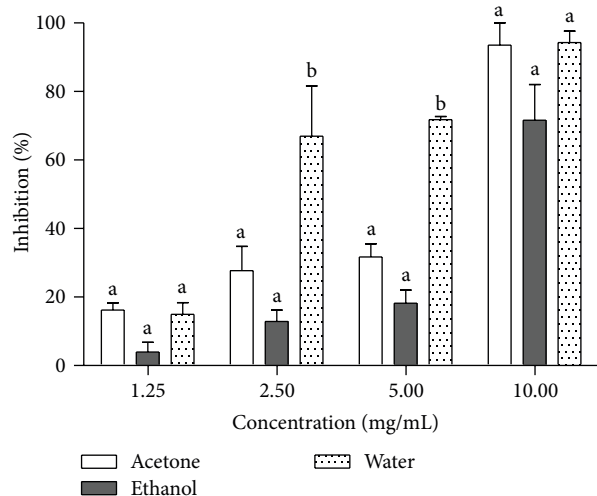 100
80
60
40
20
0
Inhibition (%)
a a a
a a b
a a b
a a a
1.25 2.50 5.00 10.00
Concentration (mg/mL)
Acetone Water
Ethanol